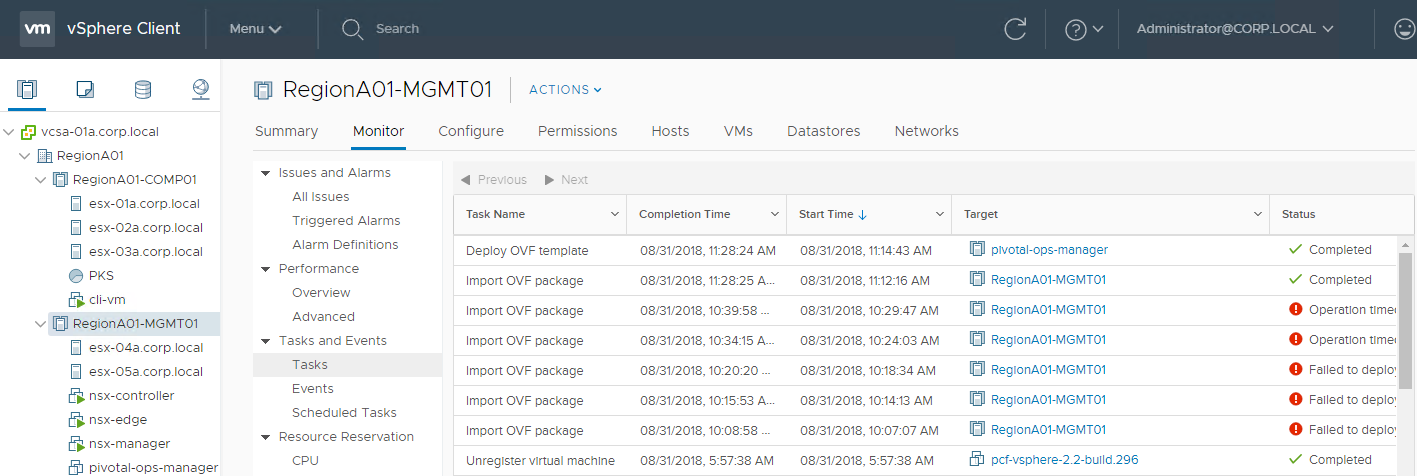 vm vSphere Client Menu Search Administrator@CORP.LOCAL
RegionA01-MGMT01 ACTIONS
Summary Monitor Configure Permissions Hosts VMs Datastores Networks
vcsa-01a.corp.local
RegionA01
RegionA01-COMP01
esx-01a.corp.local
esx-02a.corp.local
esx-03a.corp.local
PKS
cli-vm
RegionA01-MGMT01
esx-04a.corp.local
esx-05a.corp.local
nsx-controller
nsx-edge
nsx-manager
pivotal-ops-manager
Issues and Alarms
All Issues
Triggered Alarms
Alarm Definitions
Performance
Overview
Advanced
Tasks and Events
Tasks
Events
Scheduled Tasks
Resource Reservation
CPU
Previous Next
Task Name Completion Time Start Time Target Status
Deploy OVF template 08/31/2018, 11:28:24 AM 08/31/2018, 11:14:43 AM pivotal-ops-manager Completed
Import OVF package 08/31/2018, 11:28:25 A... 08/31/2018, 11:12:16 AM RegionA01-MGMT01 Completed
Import OVF package 08/31/2018, 10:39:58 ... 08/31/2018, 10:29:47 AM RegionA01-MGMT01 Operation timed
Import OVF package 08/31/2018, 10:34:15 A... 08/31/2018, 10:24:03 AM RegionA01-MGMT01 Operation timed
Import OVF package 08/31/2018, 10:20:20 ... 08/31/2018, 10:18:34 AM RegionA01-MGMT01 Failed to deploy
Import OVF package 08/31/2018, 10:15:53 A... 08/31/2018, 10:14:13 AM RegionA01-MGMT01 Failed to deploy
Import OVF package 08/31/2018, 10:08:58 ... 08/31/2018, 10:07:07 AM RegionA01-MGMT01 Failed to deploy
Unregister virtual machine 08/31/2018, 5:57:38 AM 08/31/2018, 5:57:38 AM pcf-vsphere-2.2-build.296 Completed